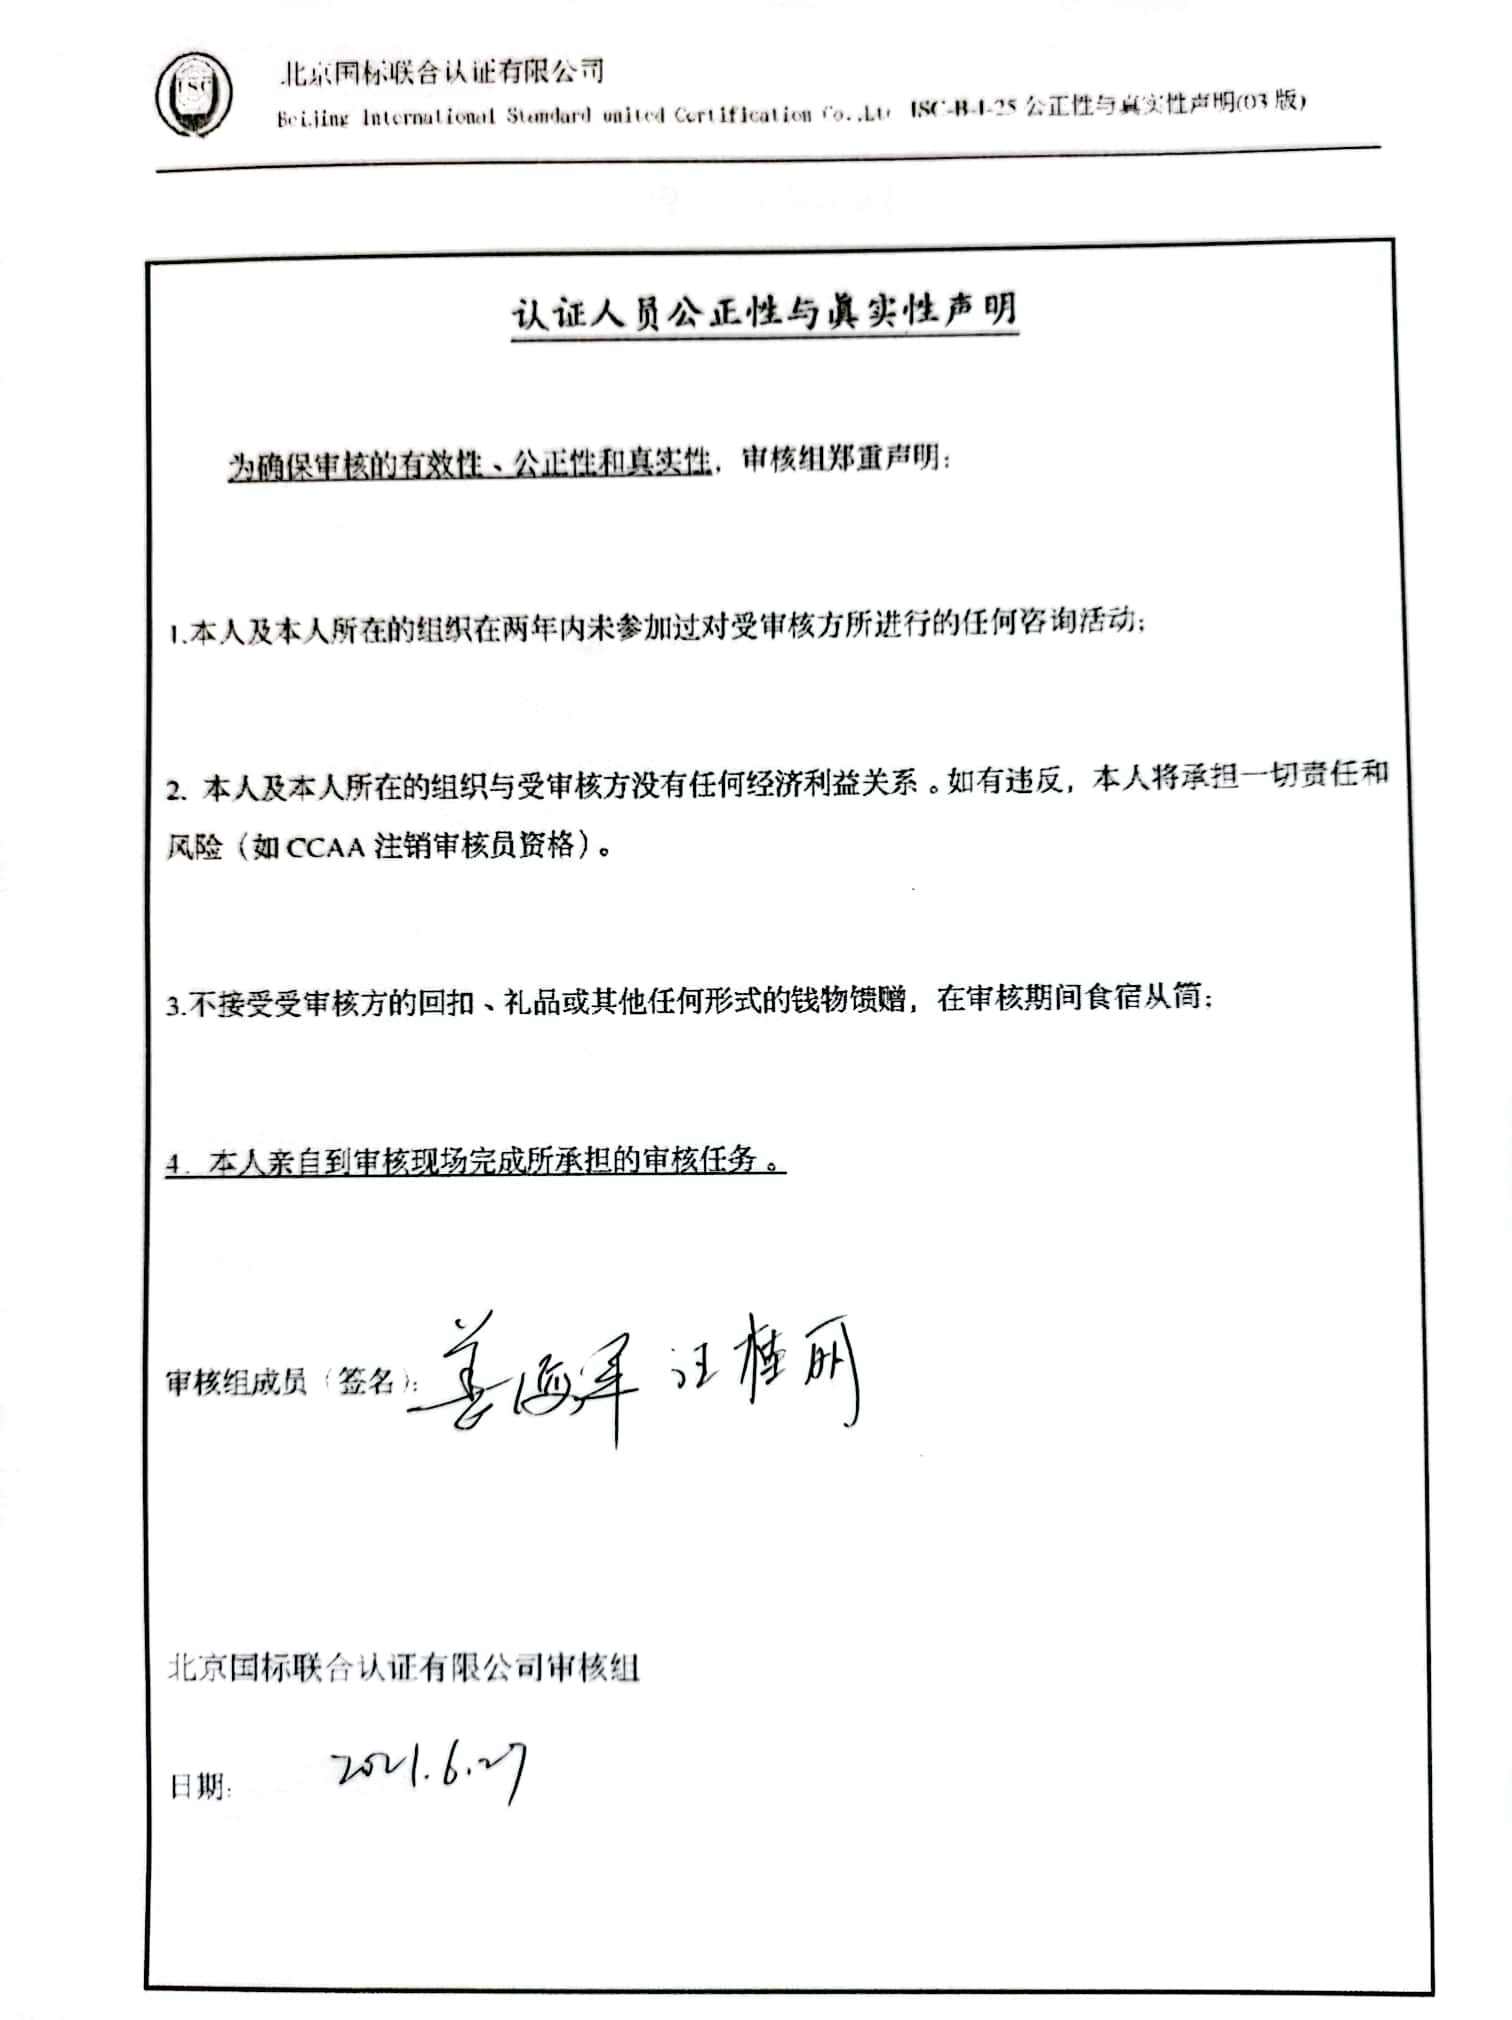 ISC
北京国标联合认证有限公司
Beijing International Standard united Certification Co.,Lt ISC-B-I-25 公正性与真实性声明(03 版)
认证人员公正性与真实性声明
为确保审核的有效性、公正性和真实性，审核组郑重声明：
1.本人及本人所在的组织在两年内未参加过对受审核方所进行的任何咨询活动；
2. 本人及本人所在的组织与受审核方没有任何经济利益关系。如有违反，本人将承担一切责任和
风险（如 CCAA 注销审核员资格）。
3.不接受受审核方的回扣、礼品或其他任何形式的钱物馈赠，在审核期间食宿从简；
4. 本人亲自到审核现场完成所承担的审核任务。
审核组成员（签名）：姜海军 汪桂丽
北京国标联合认证有限公司审核组
日期： 2021.6.27